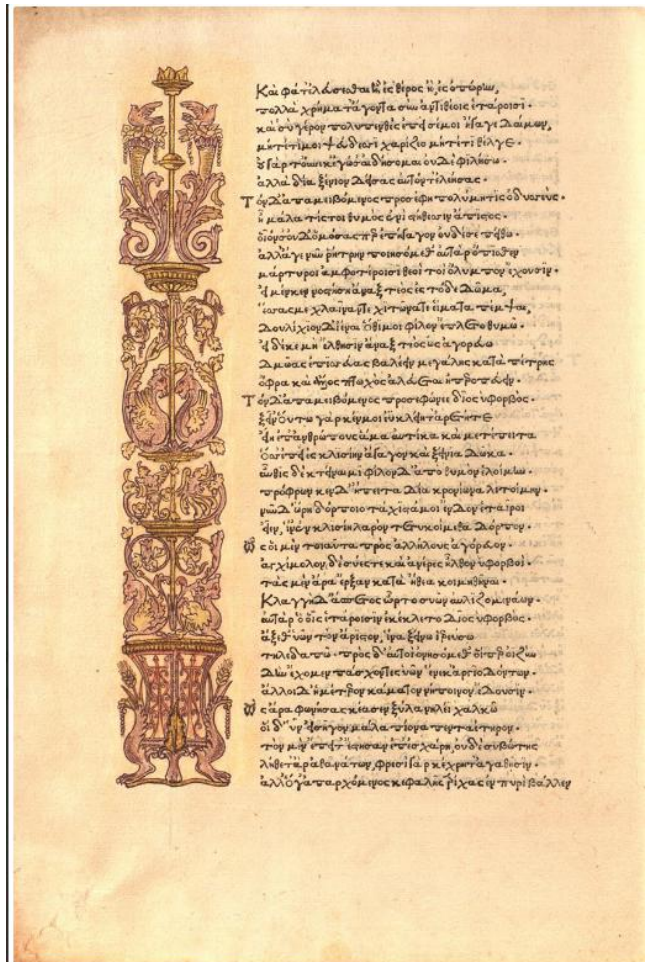 Καὶ φάτ' ἐλεύσεσθαι ἢ ἐς θέρος ἢ ἐς ὀπώρην,
πολλὰ χρήματ' ἄγοντα σὺν ἀντιθέοις ἑτάροισι.
καὶ σὺ γέρον πολυπενθὲς ἐπεὶ σέ μοι ἤγαγε δαίμων,
μήτε τί μοι ψεύδεσσι χαρίζεο μήτε τι θέλγε.
οὐ γὰρ τοὔνεκ' ἐγώ σ' αἰδέσσομαι οὐδὲ φιλήσω.
ἀλλὰ δία ξένιον δείσας αὐτόν τ'
Τὸν δ' ἀπαμειβόμενος προσέφη πολύμητις ὀδυσσεύς.
ἦ μάλα τίς τοι θυμὸς ἐνὶ στήθεσσιν ἄπιστος.
οἷόν σ' οὐδ' ὀμόσας περ ἐπήγαγον οὐδέ σε πείθω.
ἀλλ' ἄγε νῦν ῥήτρην ποιησόμεθ' αὐτὰρ ὄπισθεν
μάρτυροι ἀμφοτέροισι θεοὶ τοὶ ὄλυμπον ἔχουσιν.
εἰ μέν κεν νοστήσῃ ἄναξ τεὸς ἐς τόδε δῶμα,
ἕσσας με χλαῖνάν τε χιτῶνά τε εἵματα πέμψαι,
δουλίχιον δ' ἰέναι ὅθι μοι φίλον ἔπλετο θυμῷ.
εἰ δέ κε μὴ ἔλθῃσιν ἄναξ τεὸς ὡς ἀγορεύω
δμῶας ἐπισσεύας βαλέειν μεγάλης κατὰ πέτρης
ὄφρα καὶ ἄλλος πτωχὸς ἀλεύεται ἠπεροπεύειν.
Τὸν δ' ἀπαμειβόμενος προσεφώνεε δῖος ὑφορβός.
ξεῖν' οὕτω γάρ κέν μοι ἐϋκλείη τ' ἀρετή τε
εἴη ἐπ' ἀνθρώπους ἅμα αὐτίκα καὶ μετέπειτα
ὅς σ' ἐπεὶ ἐς κλισίην ἄγαγον καὶ ξείνια δῶκα.
αὖθις δὲ κτείναιμι φίλον δ' ἀπὸ θυμὸν ἑλοίμην.
πρόφρων κεν δ' ἤπειτα δία κρονίωνα λιτοίμην.
νῦν δ' ὥρη δόρποιο τάχιστά μοι ἔνδον ἑταῖροι
εἶεν, ἵν' ἐν κλισίῃ λαρὸν τετυκοίμεθα δόρπον.
Ὣς οἱ μὲν τοιαῦτα πρὸς ἀλλήλους ἀγόρευον.
ἀγχίμολον δὲ σύες τε καὶ ἀνέρες ἦλθον ὑφορβοί.
τὰς μὲν ἄρα ἔρξαν κατὰ ἤθεα κοιμηθῆναι.
Κλαγγὴ δ' ἄσπετος ὦρτο συῶν αὐλιζομενάων.
αὐτὰρ ὁ οἷς ἑτάροισιν ἐκέκλετο δῖος ὑφορβός.
ἄξεθ' ὑῶν τὸν ἄριστον, ἵνα ξείνῳ ἱερεύσω
τηλεδαπῷ. πρὸς δ' αὐτοὶ ὀνησόμεθ' οἵ περ ὀϊζὺν
δὴν ἔχομεν πάσχοντες ὑῶν ἕνεκ' ἀργιοδόντων.
ἄλλοι δ' ἡμέτερον κάματον νήποινον ἔδουσιν.
Ὣς ἄρα φωνήσας κέασε ξύλα νηλέϊ χαλκῷ
οἱ δ' ὗν εἰσῆγον μάλα πίονα πενταέτηρον.
τὸν μὲν ἔπειτ' ἔστησαν ἐπ' ἐσχάρῃ, οὐδὲ συβώτης
λήθετ' ἄρ' ἀθανάτων, φρεσὶ γὰρ κέχρητ' ἀγαθῇσιν.
ἀλλ' ὅγ' ἀπαρχόμενος κεφαλῆς τρίχας ἐν πυρὶ βάλλεν